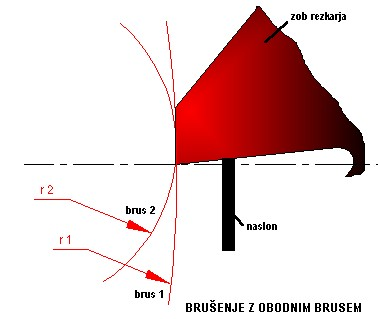 zob rezkarja
r 2
brus 2
r 1
naslon
brus 1
BRUŠENJE Z OBODNIM BRUSEM